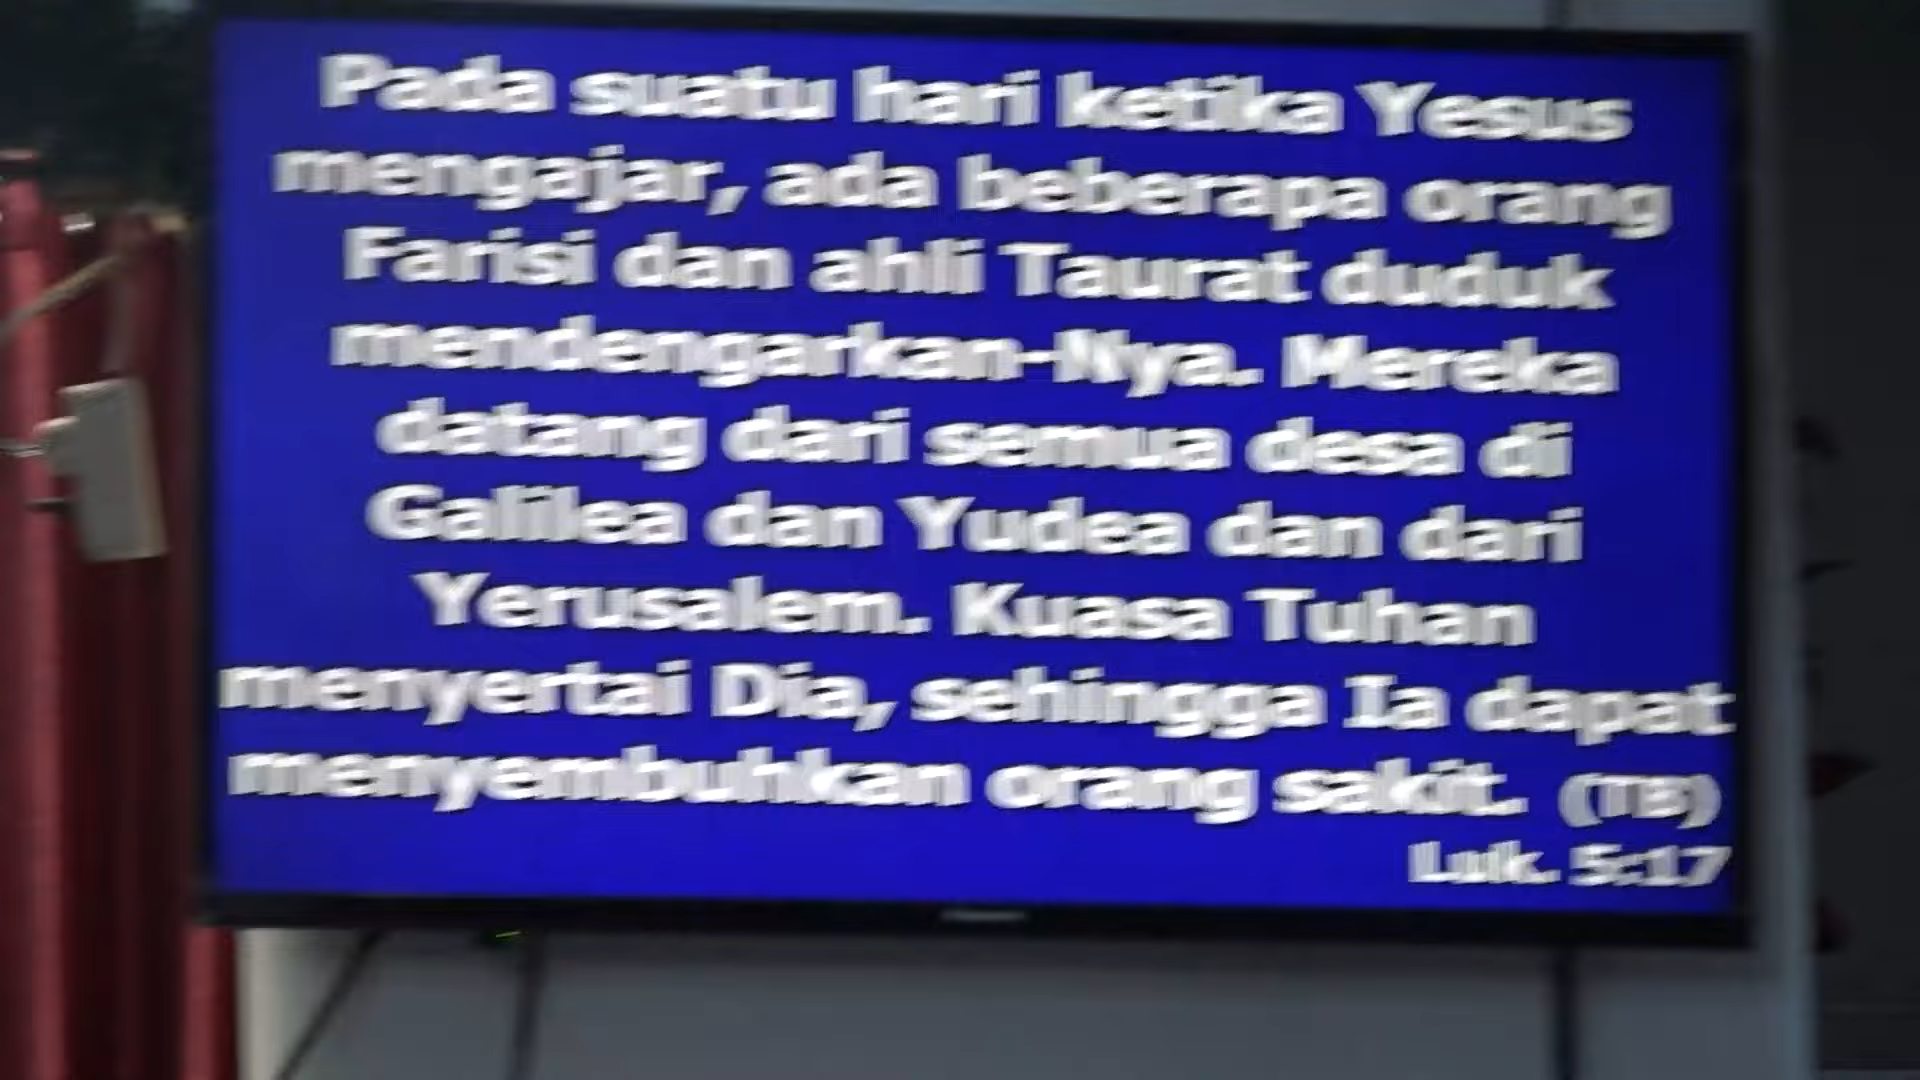 Pada suatu hari ketika Yesus
mengajar, ada beberapa orang
Farisi dan ahli Taurat duduk
mendengarkan-Nya. Mereka
datang dari semua desa di
Galilea dan Yudea dan dari
Yerusalem. Kuasa Tuhan
menyertai Dia, sehingga Ia dapat
menyembuhkan orang sakit. (TB)
Luk. 5:17